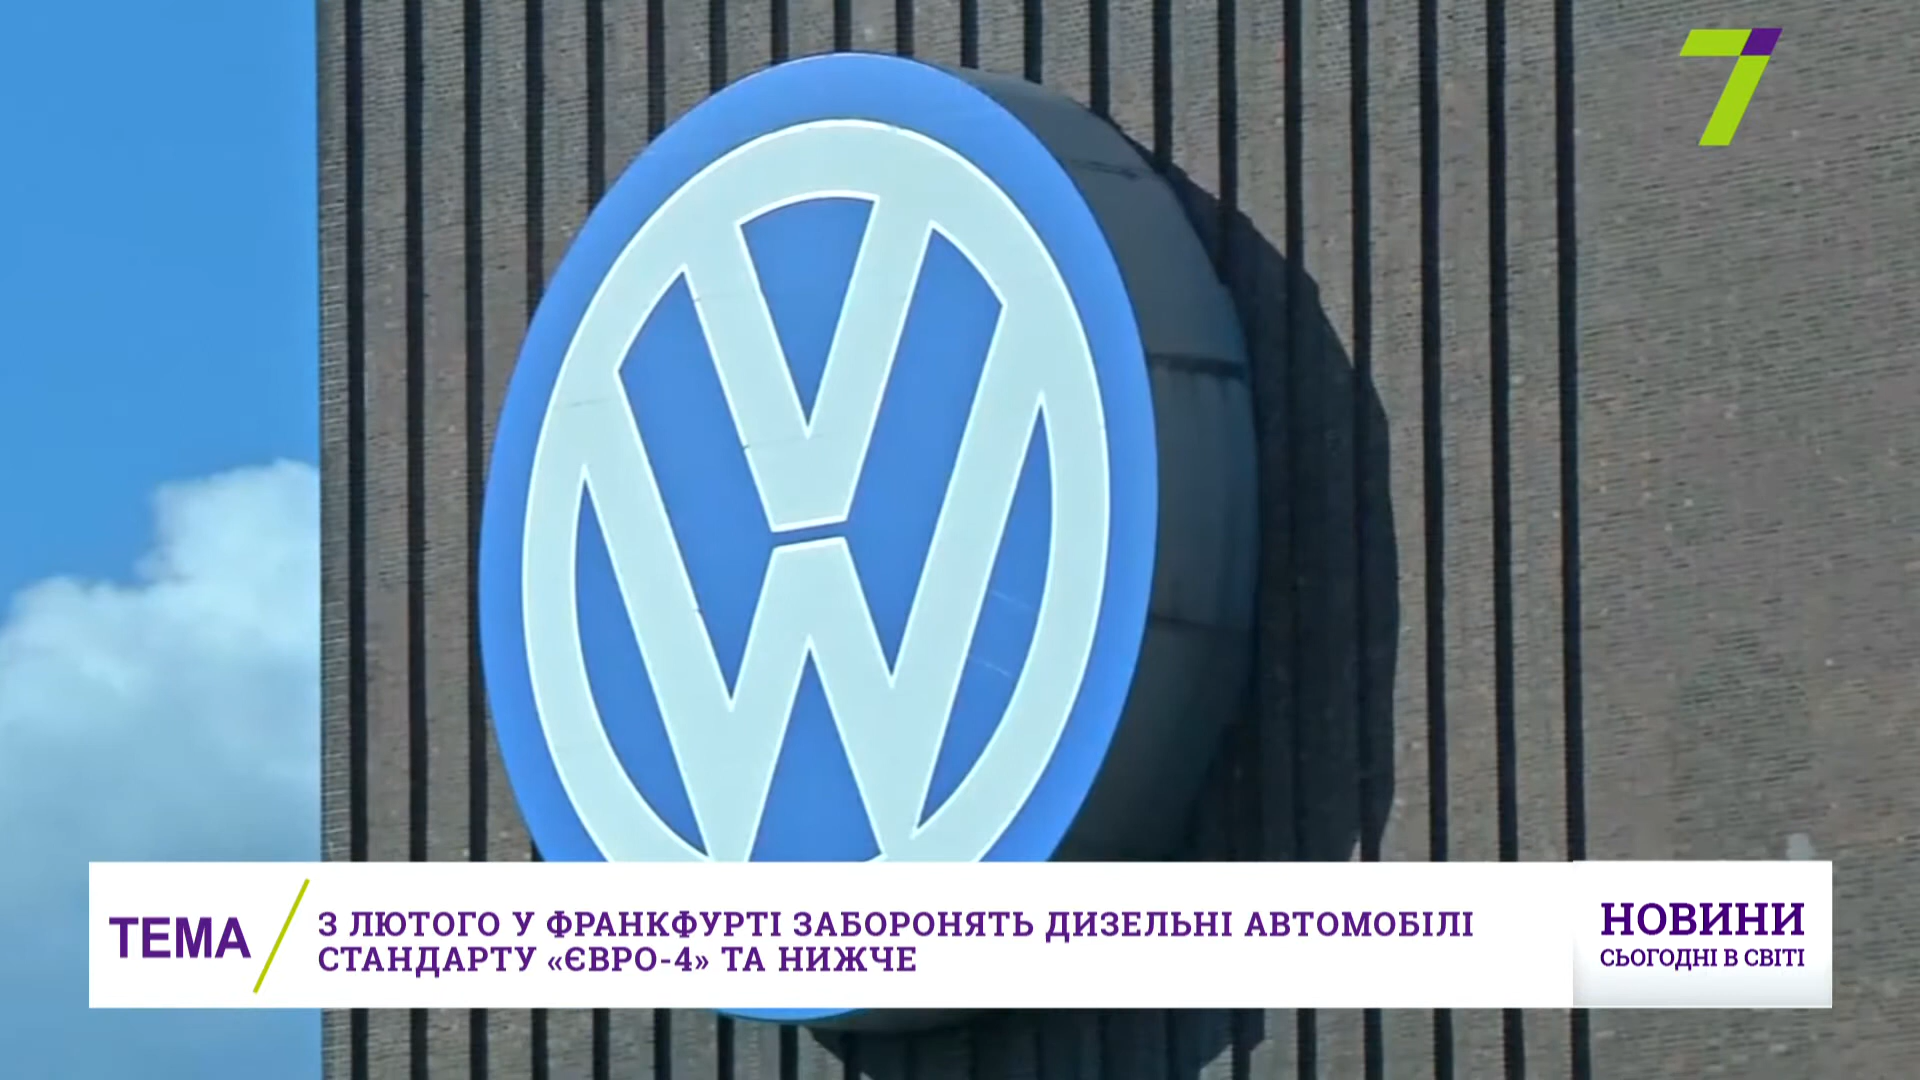 7
ТЕМА
З ЛЮТОГО У ФРАНКФУРТІ ЗАБОРОНЯТЬ ДИЗЕЛЬНІ АВТОМОБІЛІ
СТАНДАРТУ «ЄВРО-4» ТА НИЖЧЕ
НОВИНИ
СЬОГОДНІ В СВІТІ